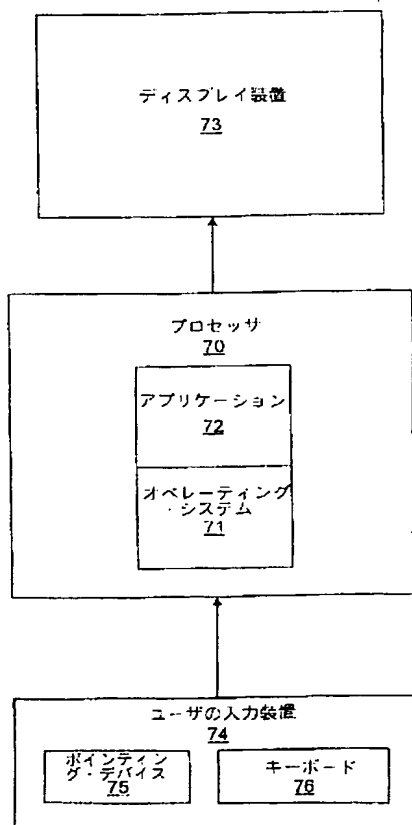 ディスプレイ装置
73
プロセッサ
70
アプリケーション
72
オペレーティング
・システム
71
ユーザの入力装置
74
ポインティン
グ・デバイス
75
キーボード
76